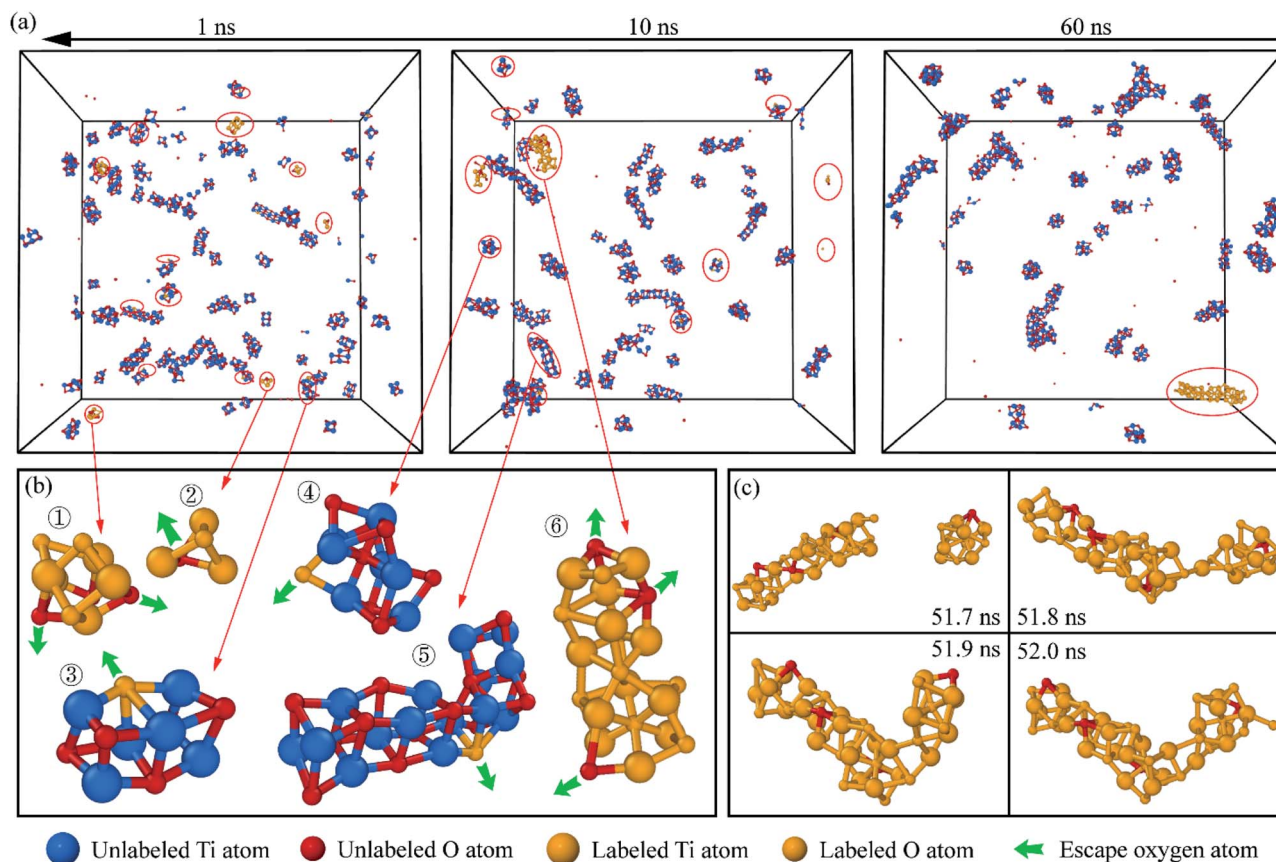 (a)
1 ns
10 ns
60 ns
(b)
①
②
③
④
⑤
⑥
(c)
51.7 ns
51.8 ns
51.9 ns
52.0 ns
Unlabeled Ti atom
Unlabeled O atom
Labeled Ti atom
Labeled O atom
Escape oxygen atom